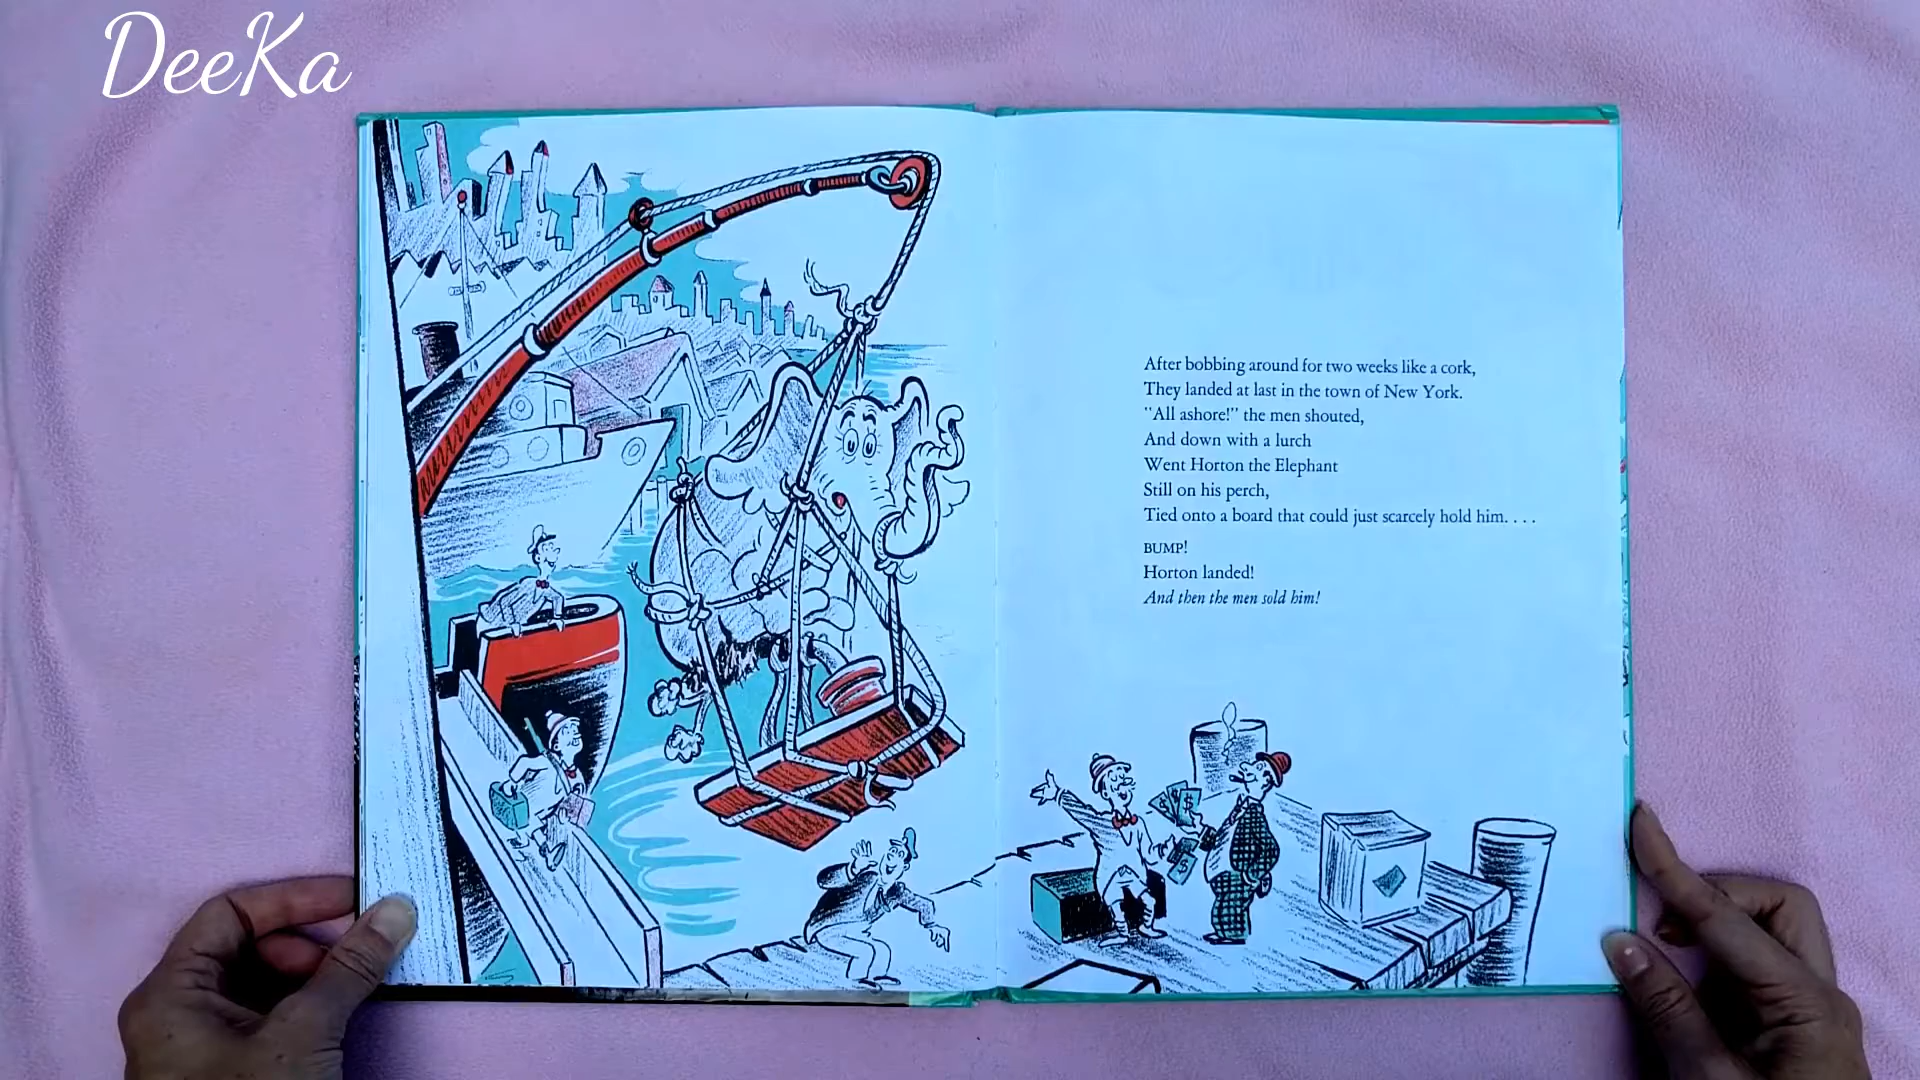 DeeKa
After bobbing around for two weeks like a cork,
They landed at last in the town of New York.
"All ashore!" the men shouted,
And down with a lurch
Went Horton the Elephant
Still on his perch,
Tied onto a board that could just scarcely hold him. . . .
BUMP!
Horton landed!
And then the men sold him!
$
$
$